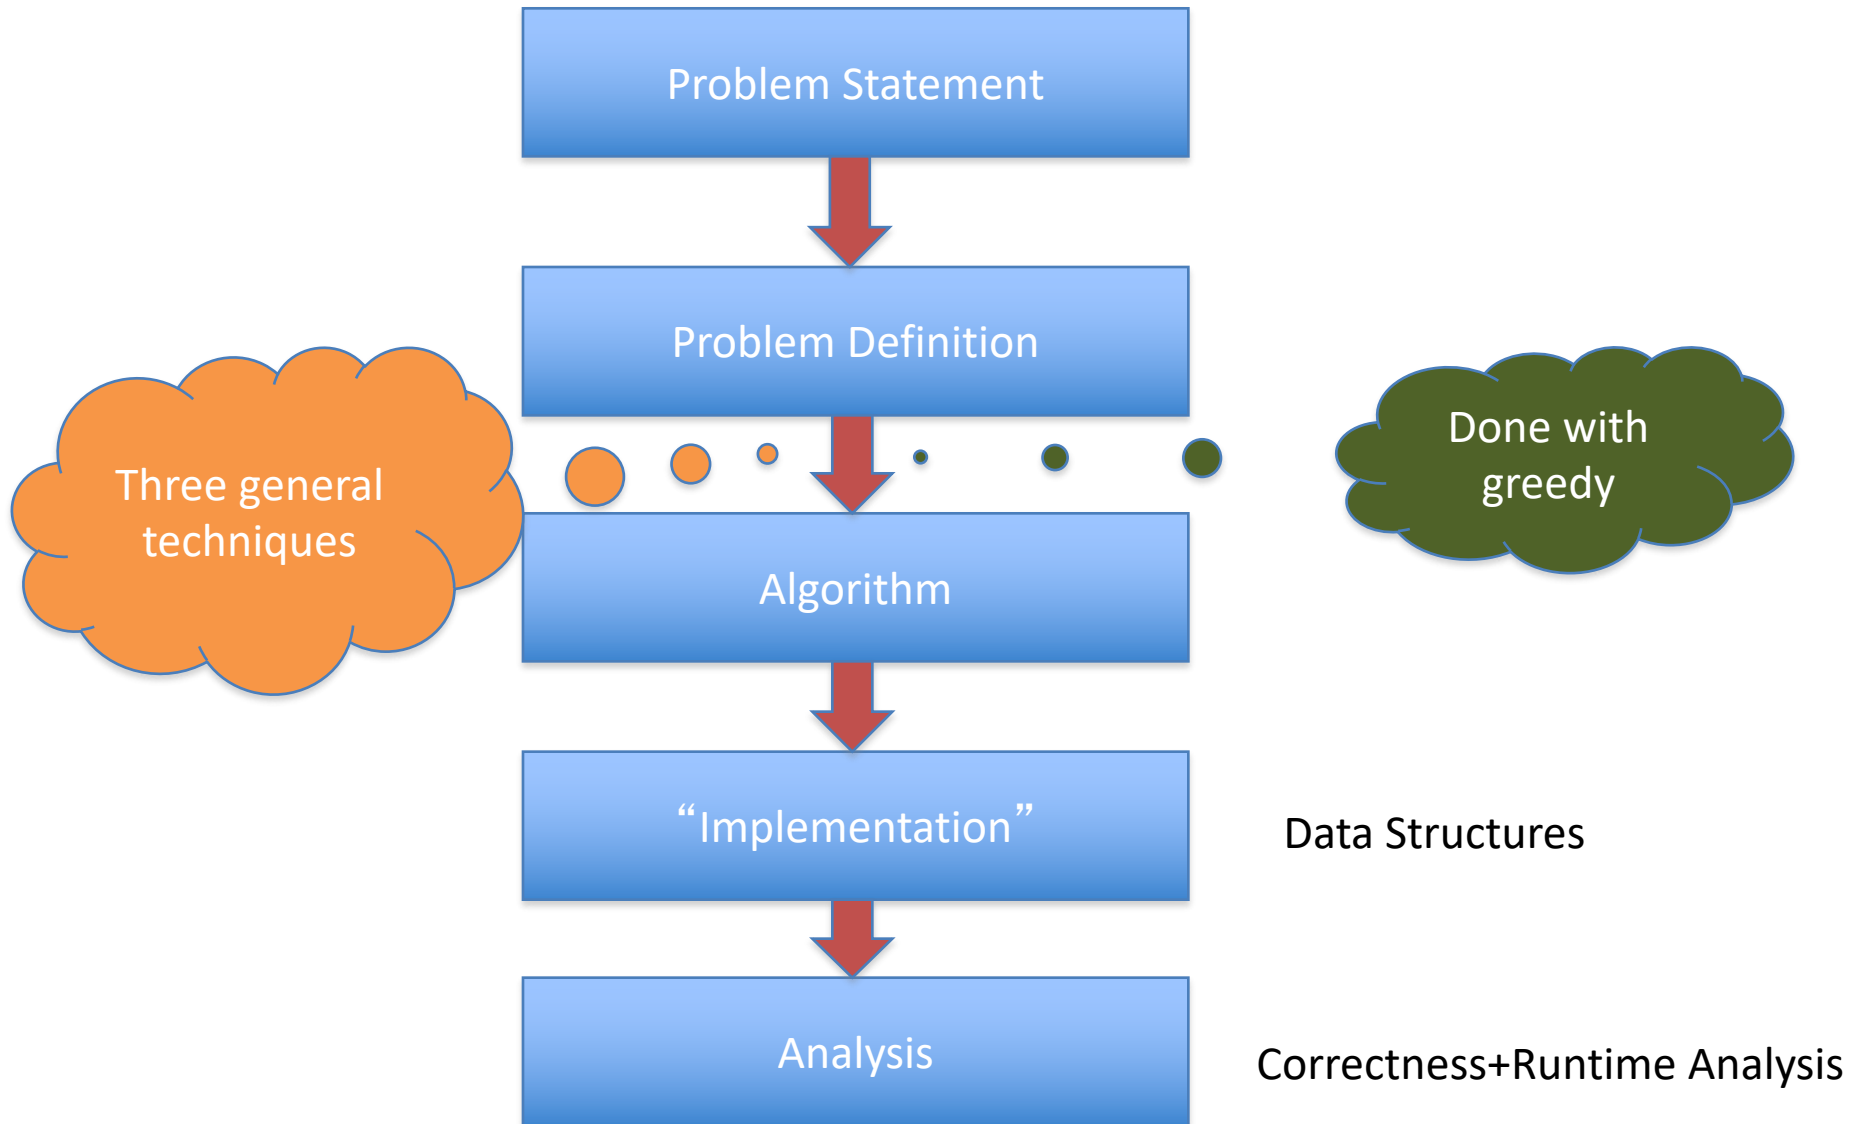 Problem Statement
Problem Definition
Three general
techniques
Done with
greedy
Algorithm
“Implementation”
Data Structures
Analysis
Correctness+Runtime Analysis